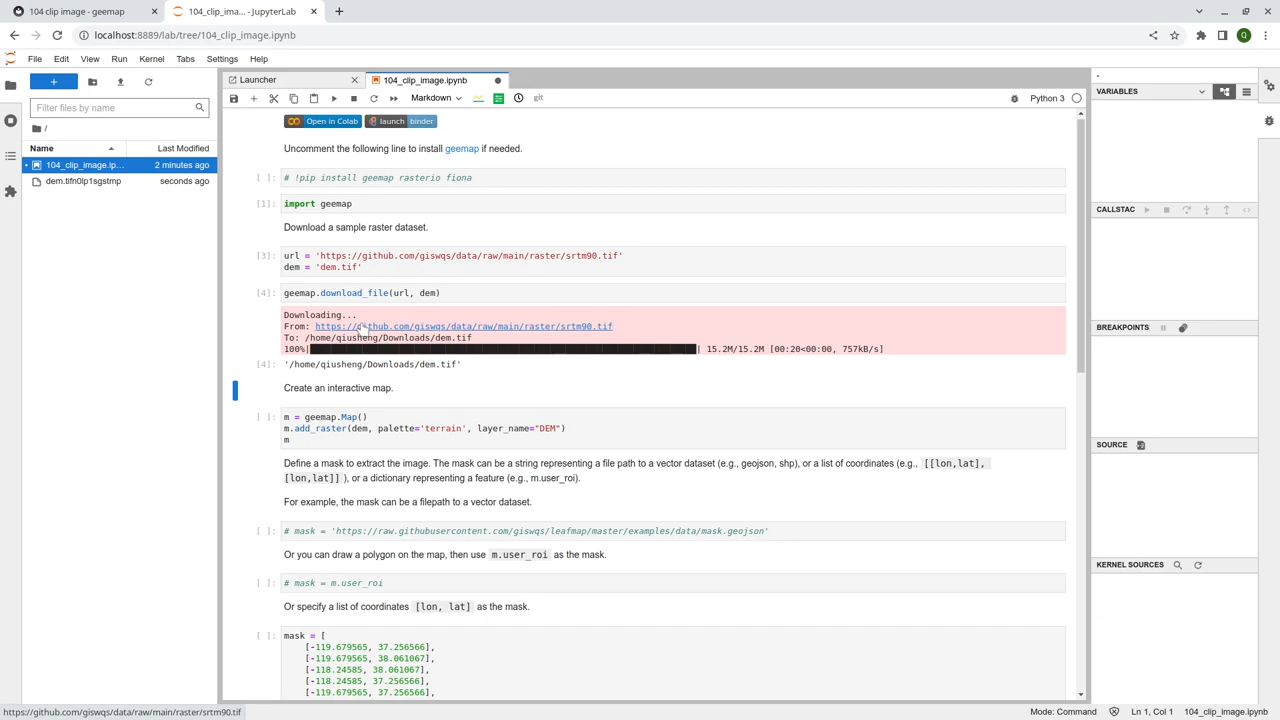 104 clip image - geemap
104_clip_ima... - JupyterLab
localhost:8889/lab/tree/104_clip_image.ipynb
Q
File Edit View Run Kernel Tabs Settings Help
Filter files by name
/
Name Last Modified
104_clip_image.ip... 2 minutes ago
dem.tifn0lp1sgstmp seconds ago
Launcher
104_clip_image.ipynb
Markdown
git
Python 3
Open in Colab
launch binder
Uncomment the following line to install geemap if needed.
[ ]: # !pip install geemap rasterio fiona
[1]: import geemap
Download a sample raster dataset.
[3]: url = 'https://github.com/giswqs/data/raw/main/raster/srtm90.tif'
dem = 'dem.tif'
[4]: geemap.download_file(url, dem)
Downloading...
From: https://github.com/giswqs/data/raw/main/raster/srtm90.tif
To: /home/qiusheng/Downloads/dem.tif
100%| | 15.2M/15.2M [00:20<00:00, 757kB/s]
[4]: '/home/qiusheng/Downloads/dem.tif'
Create an interactive map.
[ ]: m = geemap.Map()
m.add_raster(dem, palette='terrain', layer_name="DEM")
m
Define a mask to extract the image. The mask can be a string representing a file path to a vector dataset (e.g., geojson, shp), or a list of coordinates (e.g., [[lon,lat],
[lon,lat]] ), or a dictionary representing a feature (e.g., m.user_roi).
For example, the mask can be a filepath to a vector dataset.
[ ]: # mask = 'https://raw.githubusercontent.com/giswqs/leafmap/master/examples/data/mask.geojson'
Or you can draw a polygon on the map, then use m.user_roi as the mask.
[ ]: # mask = m.user_roi
Or specify a list of coordinates [lon, lat] as the mask.
[ ]: mask = [
[-119.679565, 37.256566],
[-119.679565, 38.061067],
[-118.24585, 38.061067],
[-118.24585, 37.256566],
[-119.679565, 37.256566],
-
VARIABLES
CALLSTAC
BREAKPOINTS
SOURCE
KERNEL SOURCES
https://github.com/giswqs/data/raw/main/raster/srtm90.tif
Mode: Command
Ln 1, Col 1
104_clip_image.ipynb